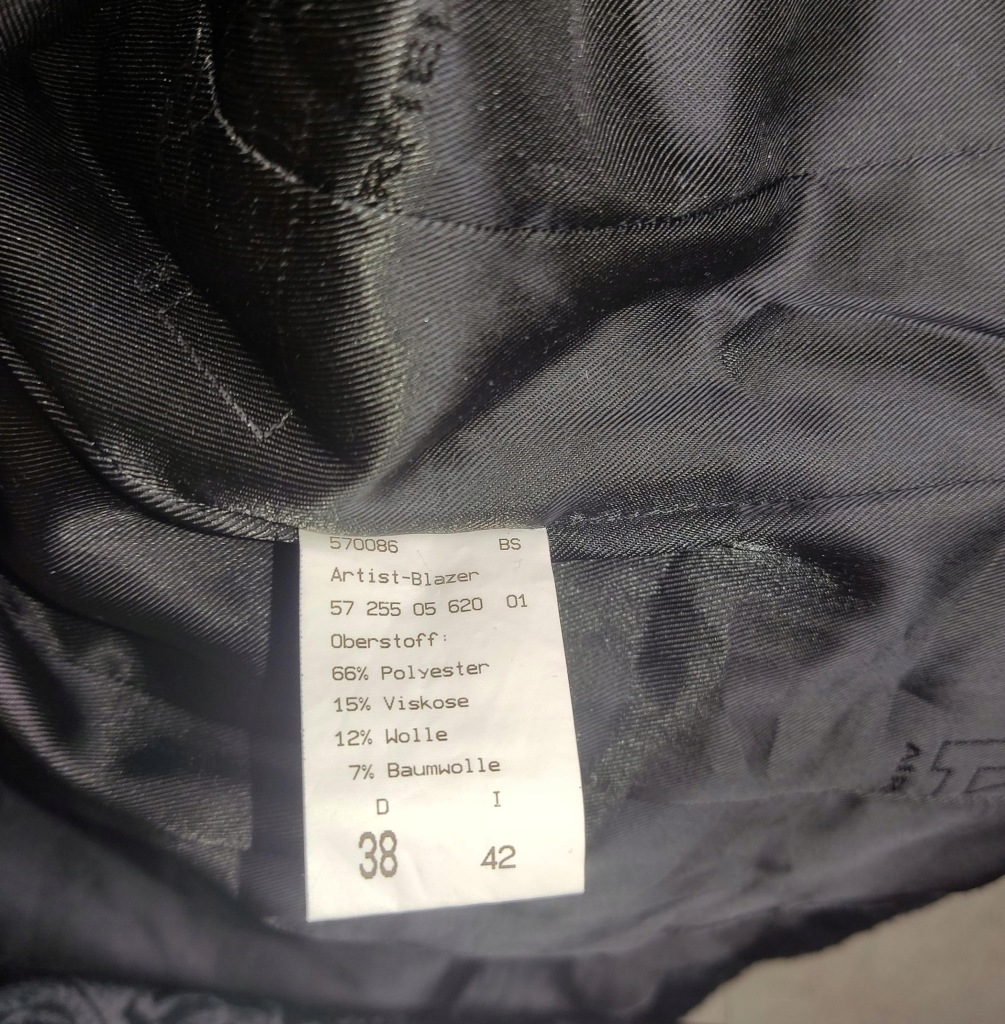 570086 BS
Artist-Blazer
57 255 05 620 01
Oberstoff:
66% Polyester
15% Viskose
12% Wolle
7% Baumwolle
D I
38 42